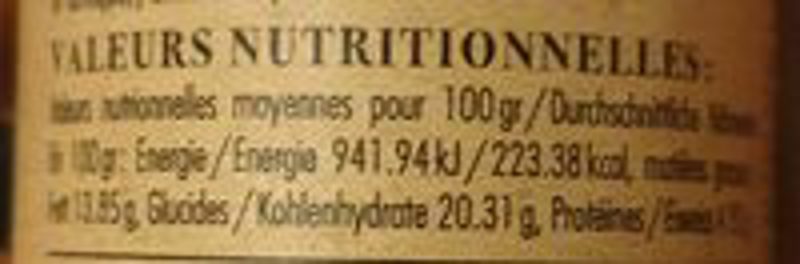 VALEURS NUTRITIONNELLES:
nutrionnelles moyennes pour 100gr/Durchschnittliche
100gr: Energie/Energie 941.94kJ/223.38kcal, matières
13.85g, Glucides/Kohlenhydrate 20.31g, Protéines/